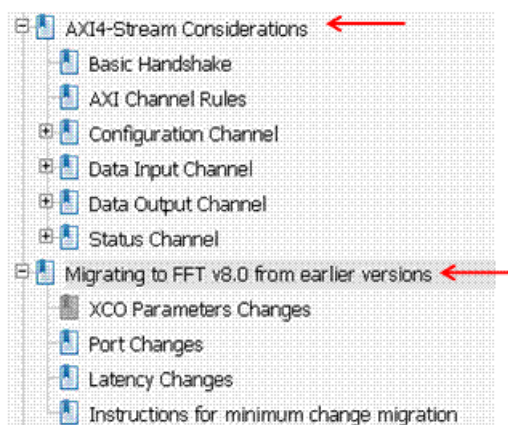 AXI4-Stream Considerations
Basic Handshake
AXI Channel Rules
Configuration Channel
Data Input Channel
Data Output Channel
Status Channel
Migrating to FFT v8.0 from earlier versions
XCO Parameters Changes
Port Changes
Latency Changes
Instructions for minimum change migration